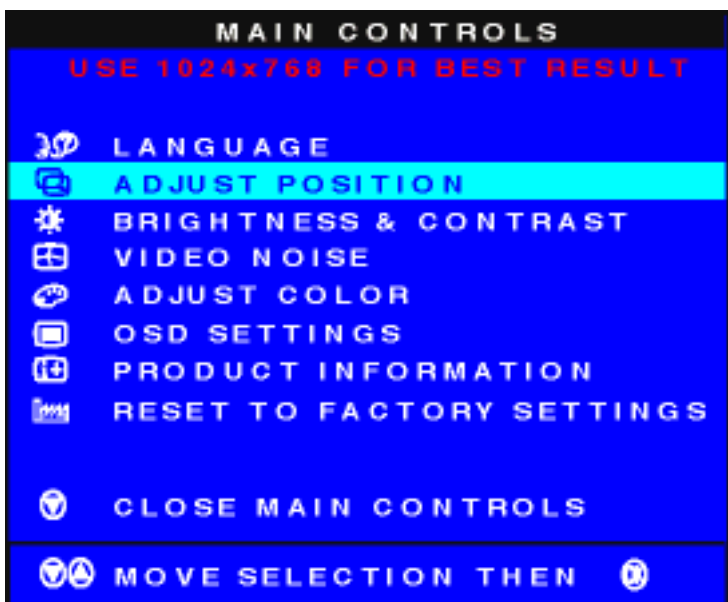 MAIN CONTROLS
USE 1024x768 FOR BEST RESULT
LANGUAGE
ADJUST POSITION
BRIGHTNESS & CONTRAST
VIDEO NOISE
ADJUST COLOR
OSD SETTINGS
PRODUCT INFORMATION
RESET TO FACTORY SETTINGS
CLOSE MAIN CONTROLS
MOVE SELECTION THEN